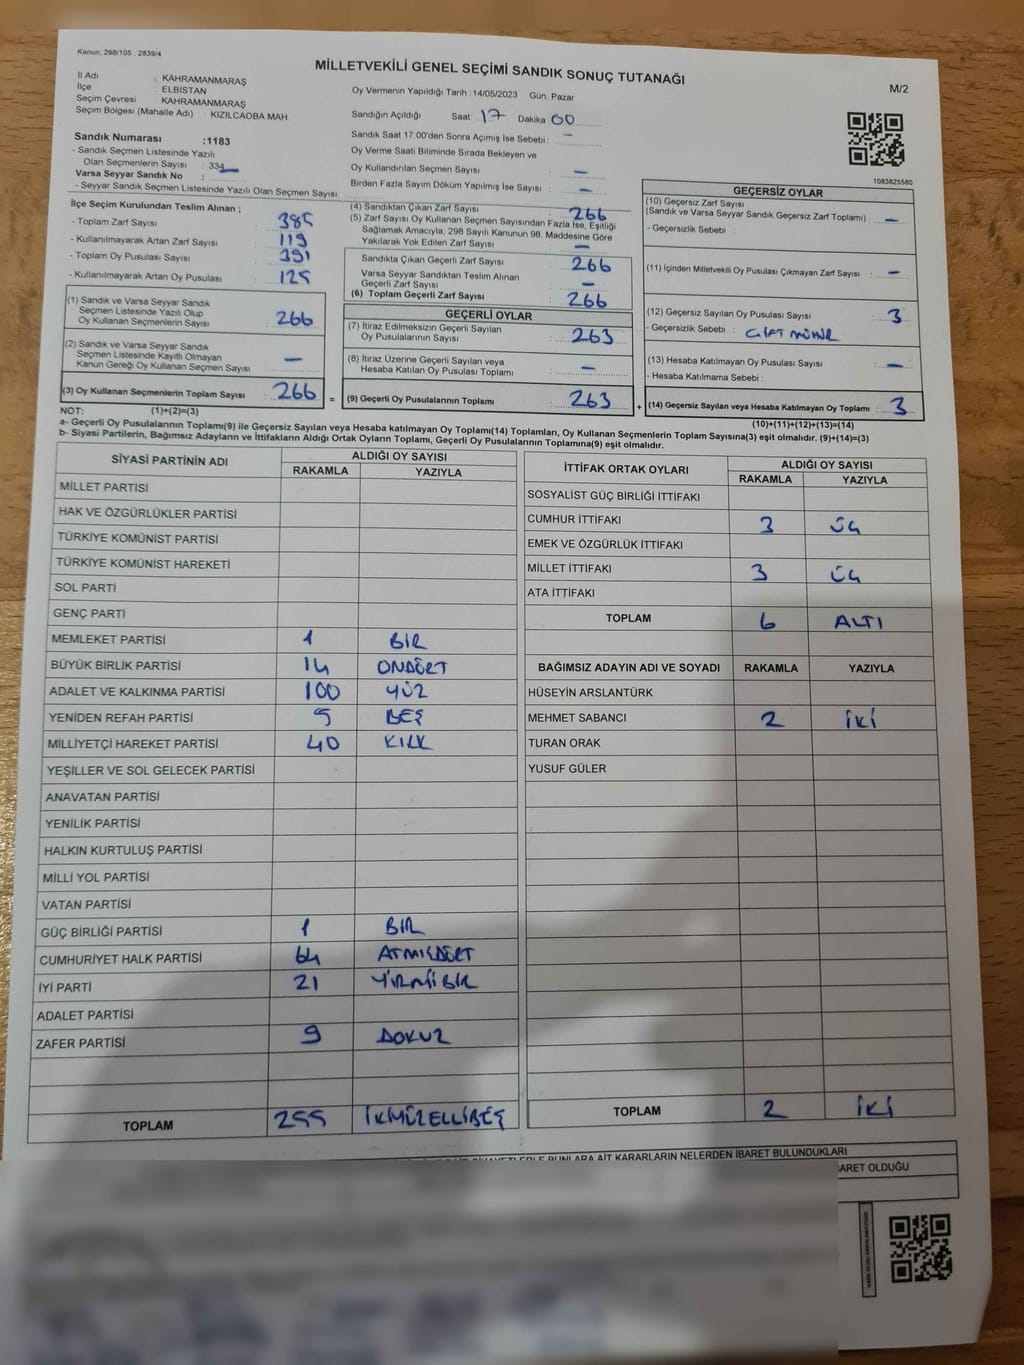 Kanun, 298/105 , 2839/4
MİLLETVEKİLİ GENEL SEÇİMİ SANDIK SONUÇ TUTANAĞI
M/2
İl Adı : KAHRAMANMARAŞ
İlçe : ELBİSTAN
Seçim Çevresi : KAHRAMANMARAŞ
Seçim Bölgesi (Mahalle Adı) : KIZILCAOBA MAH
Sandık Numarası : 1183
- Sandık Seçmen Listesinde Yazılı
Olan Seçmenlerin Sayısı : 334
Varsa Seyyar Sandık No :
- Seyyar Sandık Seçmen Listesinde Yazılı Olan Seçmen Sayısı :
Oy Vermenin Yapıldığı Tarih : 14/05/2023 Gün. Pazar
Sandığın Açıldığı Saat: 17 Dakika 00
Sandık Saat 17:00'den Sonra Açımış İse Sebebi : –
Oy Verme Saati Bitiminde Sırada Bekleyen ve
Oy Kullandırılan Seçmen Sayısı –
Birden Fazla Sayım Döküm Yapılmış İse Sayısı : –
1083825580
İlçe Seçim Kurulundan Teslim Alınan ;
- Toplam Zarf Sayısı : 385
- Kullanılmayarak Artan Zarf Sayısı : 119
- Toplam Oy Pusulası Sayısı : 391
- Kullanılmayarak Artan Oy Pusulası : 125
(1) Sandık ve Varsa Seyyar Sandık
Seçmen Listesinde Yazılı Olup
Oy Kullanan Seçmenlerin Sayısı : 266
(2) Sandık ve Varsa Seyyar Sandık
Seçmen Listesinde Kayıtlı Olmayan
Kanun Gereği Oy Kullanan Seçmen Sayısı : –
(3) Oy Kullanan Seçmenlerin Toplam Sayısı : 266 =
(4) Sandıktan Çıkan Zarf Sayısı : 266
(5) Zarf Sayısı Oy Kullanan Seçmen Sayısından Fazla İse, Eşitliği
Sağlamak Amacıyla, 298 Sayılı Kanunun 98. Maddesine Göre
Yakılarak Yok Edilen Zarf Sayısı : –
Sandıkta Çıkan Geçerli Zarf Sayısı : 266
Varsa Seyyar Sandıktan Teslim Alınan
Geçerli Zarf Sayısı : –
(6) Toplam Geçerli Zarf Sayısı : 266
GEÇERLİ OYLAR
(7) İtiraz Edilmeksizin Geçerli Sayılan
Oy Pusulalarının Sayısı : 263
(8) İtiraz Üzerine Geçerli Sayılan veya
Hesaba Katılan Oy Pusulası Toplamı : –
(9) Geçerli Oy Pusulalarının Toplamı : 263 +
GEÇERSİZ OYLAR
(10) Geçersiz Zarf Sayısı
(Sandık ve Varsa Seyyar Sandık Geçersiz Zarf Toplamı) : –
- Geçersizlik Sebebi :
(11) İçinden Milletvekili Oy Pusulası Çıkmayan Zarf Sayısı : –
(12) Geçersiz Sayılan Oy Pusulası Sayısı : 3
- Geçersizlik Sebebi : ÇİFT MÜHÜR
(13) Hesaba Katılmayan Oy Pusulası Sayısı : –
- Hesaba Katılmama Sebebi :
(14) Geçersiz Sayılan veya Hesaba Katılmayan Oy Toplamı : 3
NOT: (1)+(2)=(3) (10)+(11)+(12)+(13)=(14)
a- Geçerli Oy Pusulalarının Toplamı(9) ile Geçersiz Sayılan veya Hesaba katılmayan Oy Toplamı(14) Toplamları, Oy Kullanan Seçmenlerin Toplam Sayısına(3) eşit olmalıdır. (9)+(14)=(3)
b- Siyasi Partilerin, Bağımsız Adayların ve İttifakların Aldığı Ortak Oyların Toplamı, Geçerli Oy Pusulalarının Toplamına(9) eşit olmalıdır.
SİYASİ PARTİNİN ADI ALDIĞI OY SAYISI
RAKAMLA YAZIYLA
MİLLET PARTİSİ
HAK VE ÖZGÜRLÜKLER PARTİSİ
TÜRKİYE KOMÜNİST PARTİSİ
TÜRKİYE KOMÜNİST HAREKETİ
SOL PARTİ
GENÇ PARTİ
MEMLEKET PARTİSİ 1 BİR
BÜYÜK BİRLİK PARTİSİ 14 ONDÖRT
ADALET VE KALKINMA PARTİSİ 100 YÜZ
YENİDEN REFAH PARTİSİ 5 BEŞ
MİLLİYETÇİ HAREKET PARTİSİ 40 KIRK
YEŞİLLER VE SOL GELECEK PARTİSİ
ANAVATAN PARTİSİ
YENİLİK PARTİSİ
HALKIN KURTULUŞ PARTİSİ
MİLLİ YOL PARTİSİ
VATAN PARTİSİ
GÜÇ BİRLİĞİ PARTİSİ 1 BİR
CUMHURİYET HALK PARTİSİ 64 ATMIŞDÖRT
İYİ PARTİ 21 YİRMİBİR
ADALET PARTİSİ
ZAFER PARTİSİ 9 DOKUZ
TOPLAM 255 İKİYÜZELLİBEŞ
İTTİFAK ORTAK OYLARI ALDIĞI OY SAYISI
RAKAMLA YAZIYLA
SOSYALİST GÜÇ BİRLİĞİ İTTİFAKI
CUMHUR İTTİFAKI 3 ÜÇ
EMEK VE ÖZGÜRLÜK İTTİFAKI
MİLLET İTTİFAKI 3 ÜÇ
ATA İTTİFAKI
TOPLAM 6 ALTI
BAĞIMSIZ ADAYIN ADI VE SOYADI RAKAMLA YAZIYLA
HÜSEYİN ARSLANTÜRK
MEHMET SABANCI 2 İKİ
TURAN ORAK
YUSUF GÜLER
TOPLAM 2 İKİ
BUNLARA AİT KARARLARIN NELERDEN İBARET BULUNDUKLARI
BARET OLDUĞU